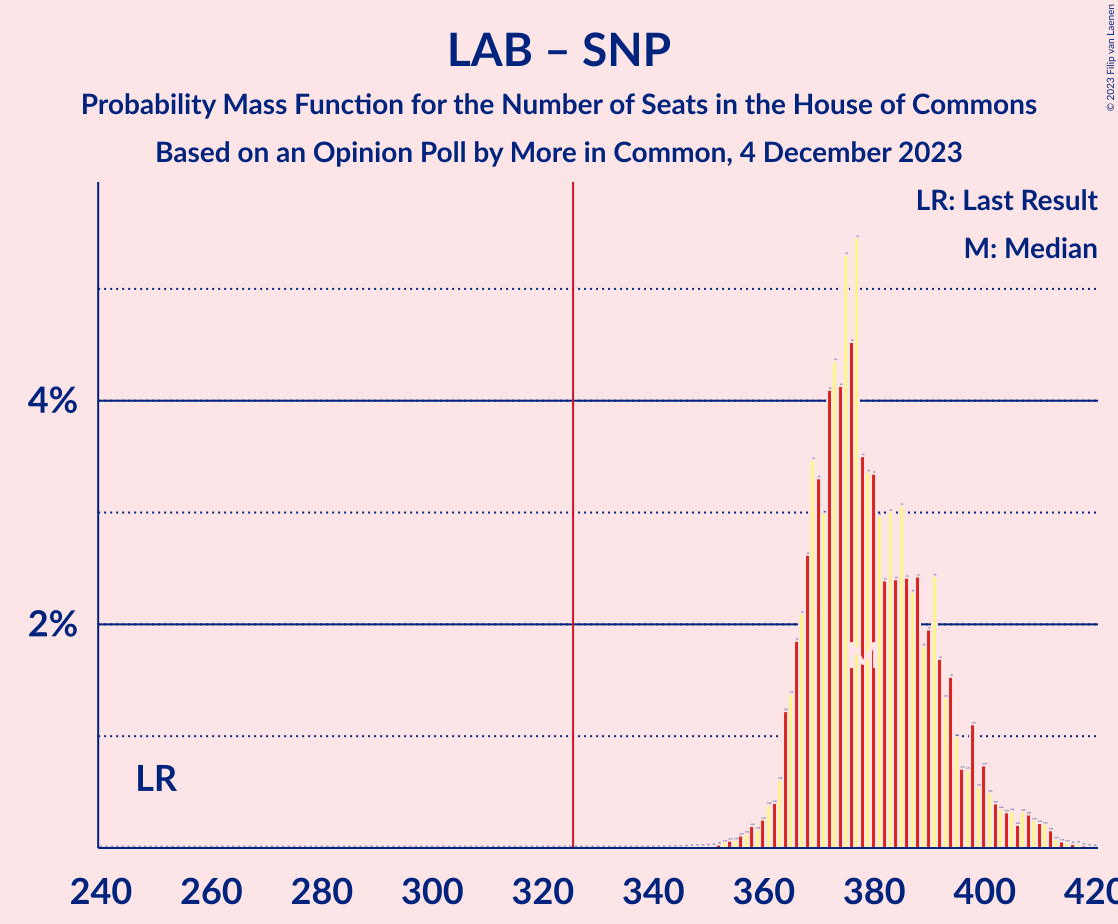 LAB – SNP
Probability Mass Function for the Number of Seats in the House of Commons
Based on an Opinion Poll by More in Common, 4 December 2023
© 2023 Filip van Laenen
LR: Last Result
M: Median
4%
2%
M
LR
240 260 280 300 320 340 360 380 400 420